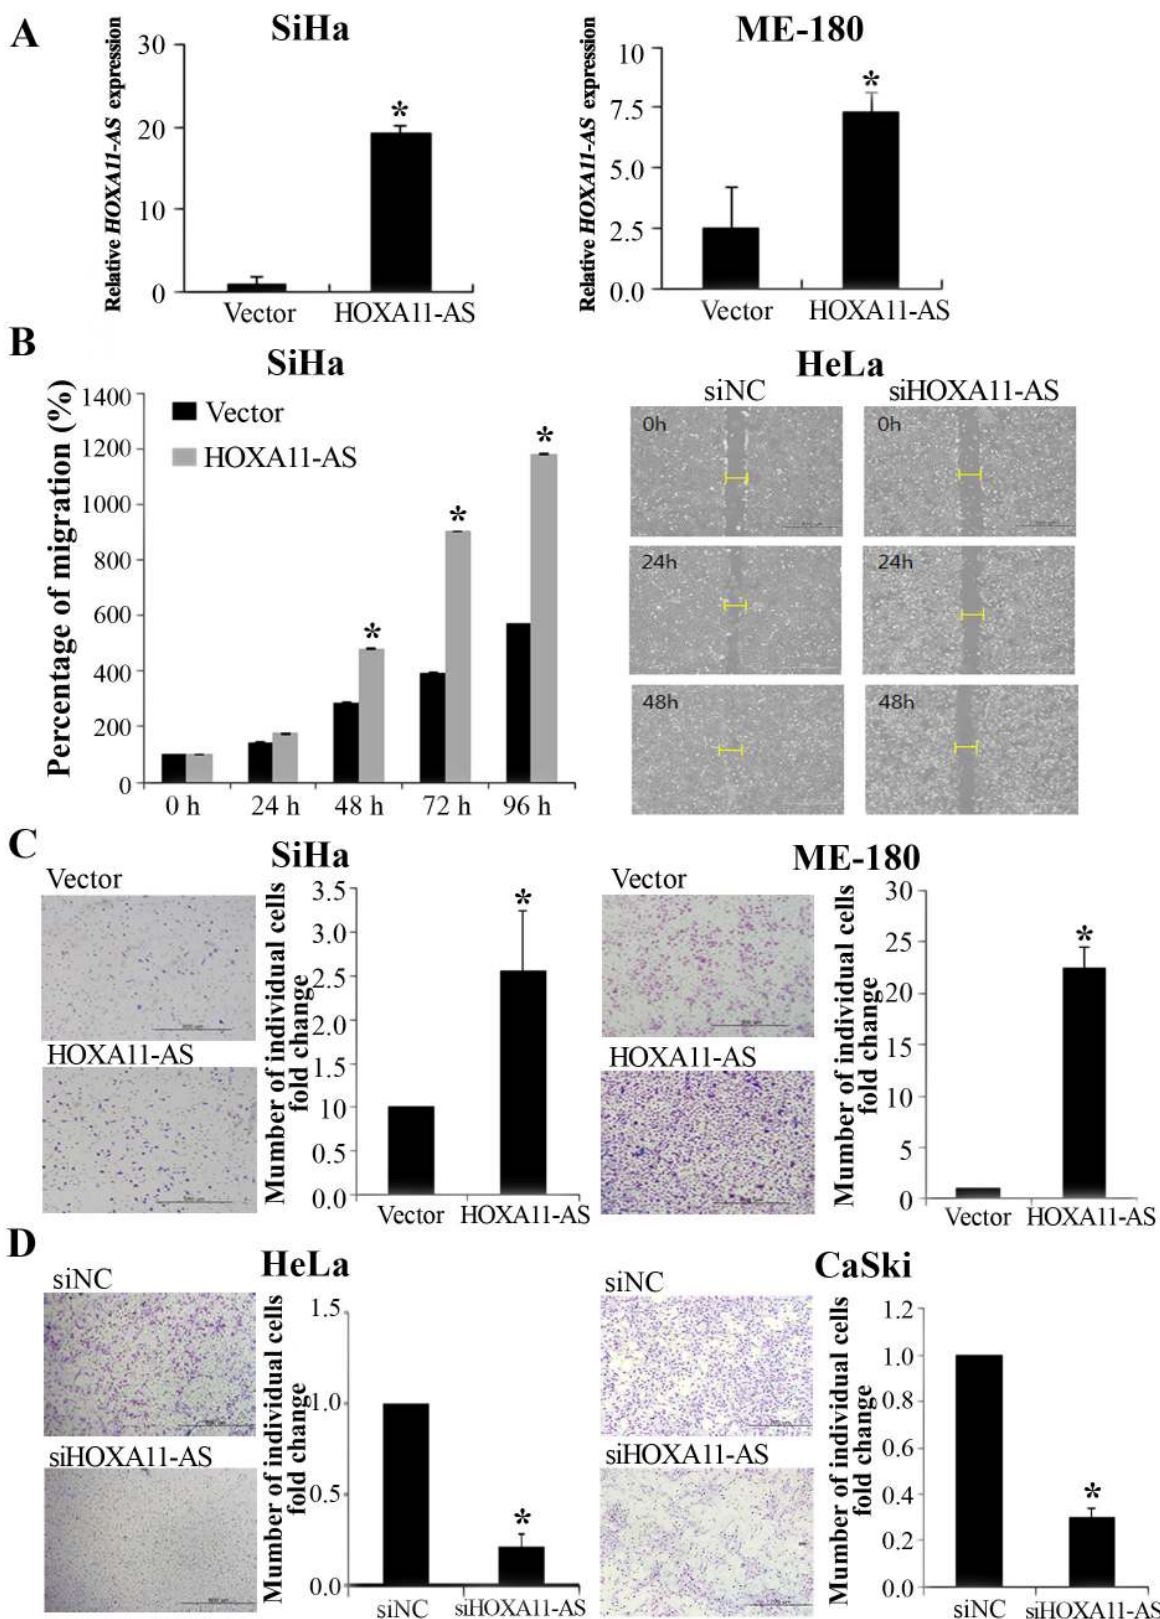 A
SiHa
ME-180
Relative HOXA11-AS expression
30
20
10
0
*
Vector
HOXA11-AS
Relative HOXA11-AS expression
10
7.5
5.0
2.5
0.0
*
Vector
HOXA11-AS
B
SiHa
Percentage of migration (%)
1400
1200
1000
800
600
400
200
0
Vector
HOXA11-AS
*
*
*
0 h
24 h
48 h
72 h
96 h
HeLa
siNC
siHOXA11-AS
0h
0h
24h
24h
48h
48h
C
SiHa
Vector
HOXA11-AS
Mumber of individual cells
fold change
3.5
3.0
2.5
2.0
1.5
10
0.5
0.0
*
Vector
HOXA11-AS
ME-180
Vector
HOXA11-AS
Mumber of individual cells
fold change
30
25
20
15
10
5
0
*
Vector
HOXA11-AS
D
HeLa
siNC
siHOXA11-AS
Mumber of individual cells
fold change
1.5
1.0
0.5
0.0
*
siNC
siHOXA11-AS
CaSki
siNC
siHOXA11-AS
Mumber of individual cells
fold change
1.2
1.0
0.8
0.6
0.4
0.2
0.0
*
siNC
siHOXA11-AS